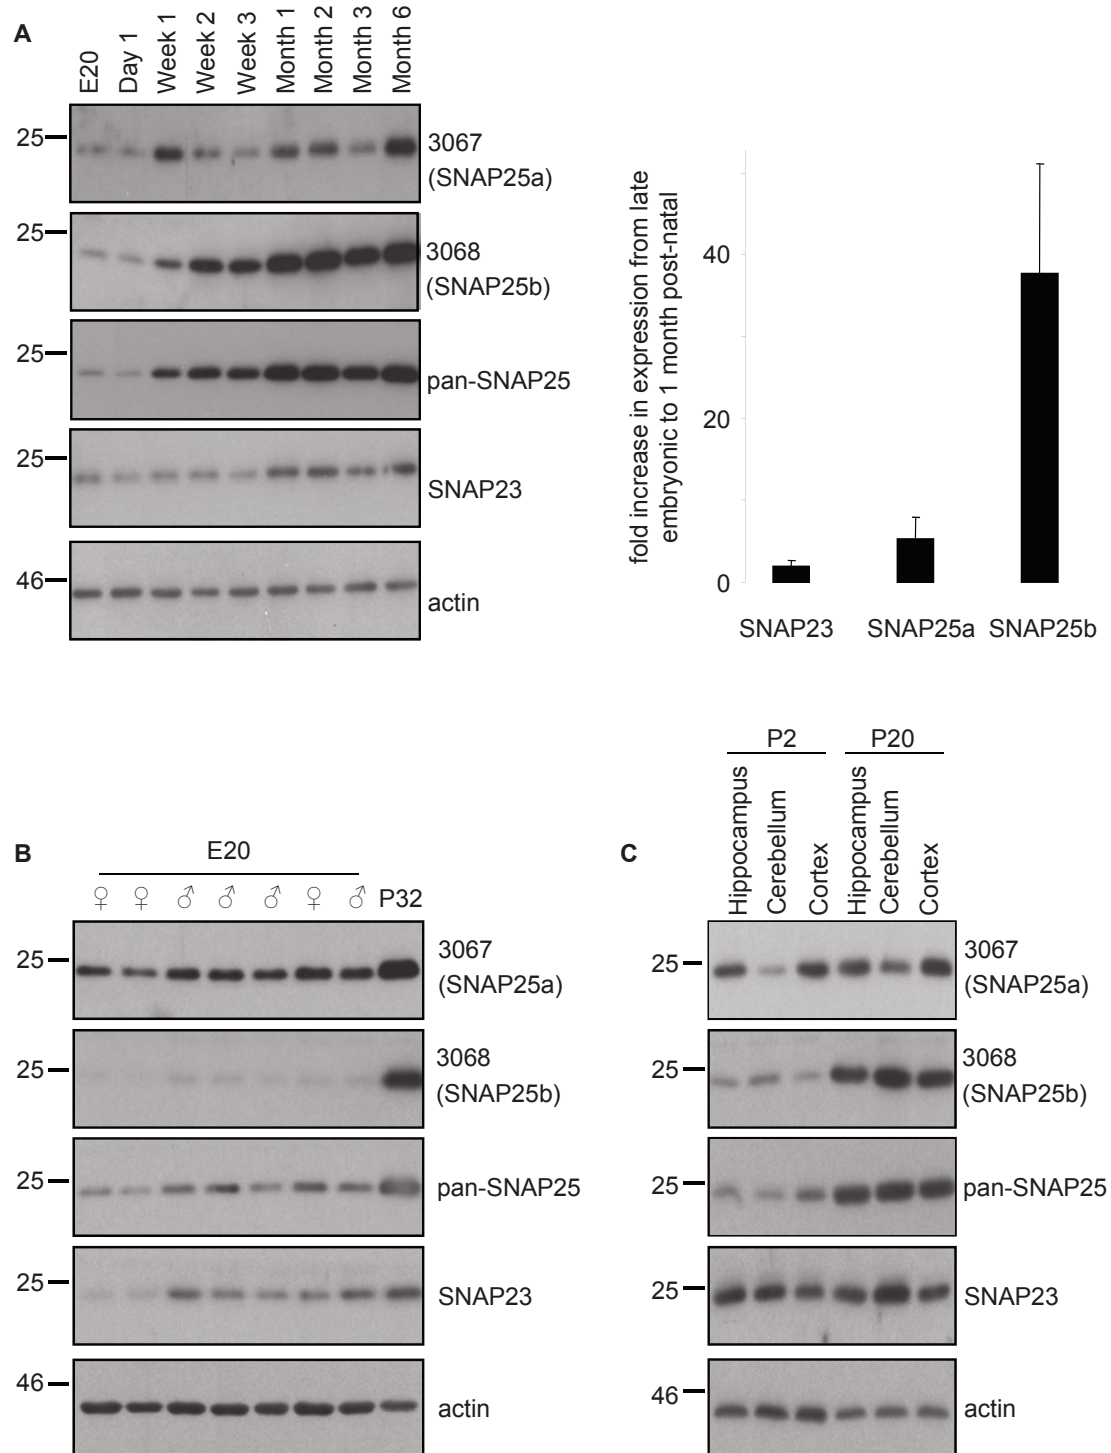 A
E20
Day 1
Week 1
Week 2
Week 3
Month 1
Month 2
Month 3
Month 6
25
3067
(SNAP25a)
25
3068
(SNAP25b)
25
pan-SNAP25
25
SNAP23
46
actin
fold increase in expression from late
embryonic to 1 month post-natal
40
20
0
SNAP23 SNAP25a SNAP25b
B
E20
♀ ♀ ♂ ♂ ♂ ♀ ♂ P32
25
3067
(SNAP25a)
25
3068
(SNAP25b)
25
pan-SNAP25
25
SNAP23
46
actin
C
P2 P20
Hippocampus
Cerebellum
Cortex
Hippocampus
Cerebellum
Cortex
25
3067
(SNAP25a)
25
3068
(SNAP25b)
25
pan-SNAP25
25
SNAP23
46
actin